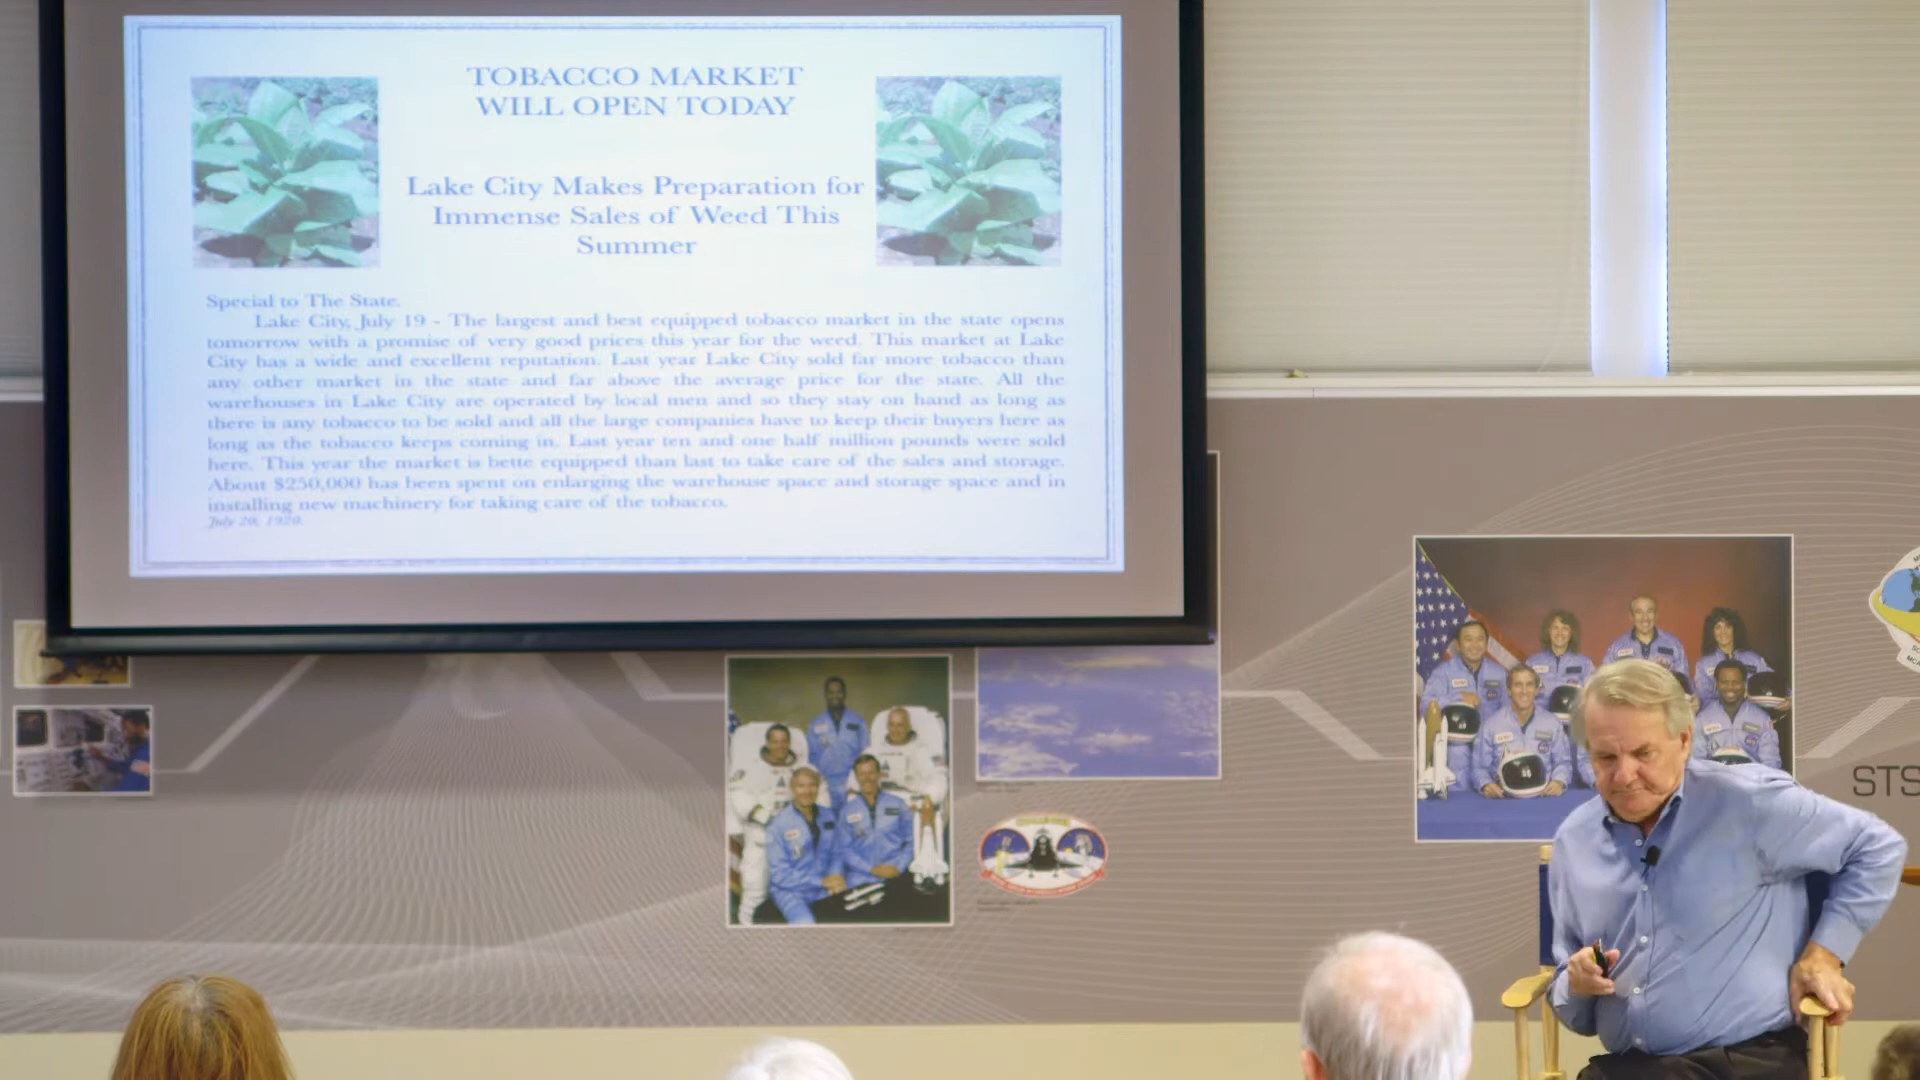 TOBACCO MARKET
WILL OPEN TODAY
Lake City Makes Preparation for
Immense Sales of Weed This
Summer
Special to The State.
Lake City, July 19 - The largest and best equipped tobacco market in the state opens
tomorrow with a promise of very good prices this year for the weed. This market at Lake
City has a wide and excellent reputation. Last year Lake City sold far more tobacco than
any other market in the state and far above the average price for the state. All the
warehouses in Lake City are operated by local men and so they stay on hand as long as
there is any tobacco to be sold and all the large companies have to keep their buyers here as
long as the tobacco keeps coming in. Last year ten and one half million pounds were sold
here. This year the market is bette equipped than last to take care of the sales and storage.
About $250,000 has been spent on enlarging the warehouse space and storage space and in
installing new machinery for taking care of the tobacco.
July 20, 1920.
STS